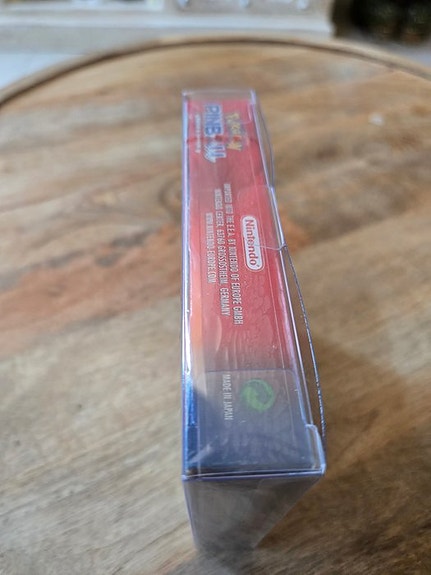 PINBALL
Nintendo®
IMPORTED INTO THE E.E.A. BY NINTENDO OF EUROPE GMBH
NINTENDO CENTER, 63760 GROSSOSTHEIM, GERMANY
WWW.NINTENDO-EUROPE.COM
MADE IN JAPAN